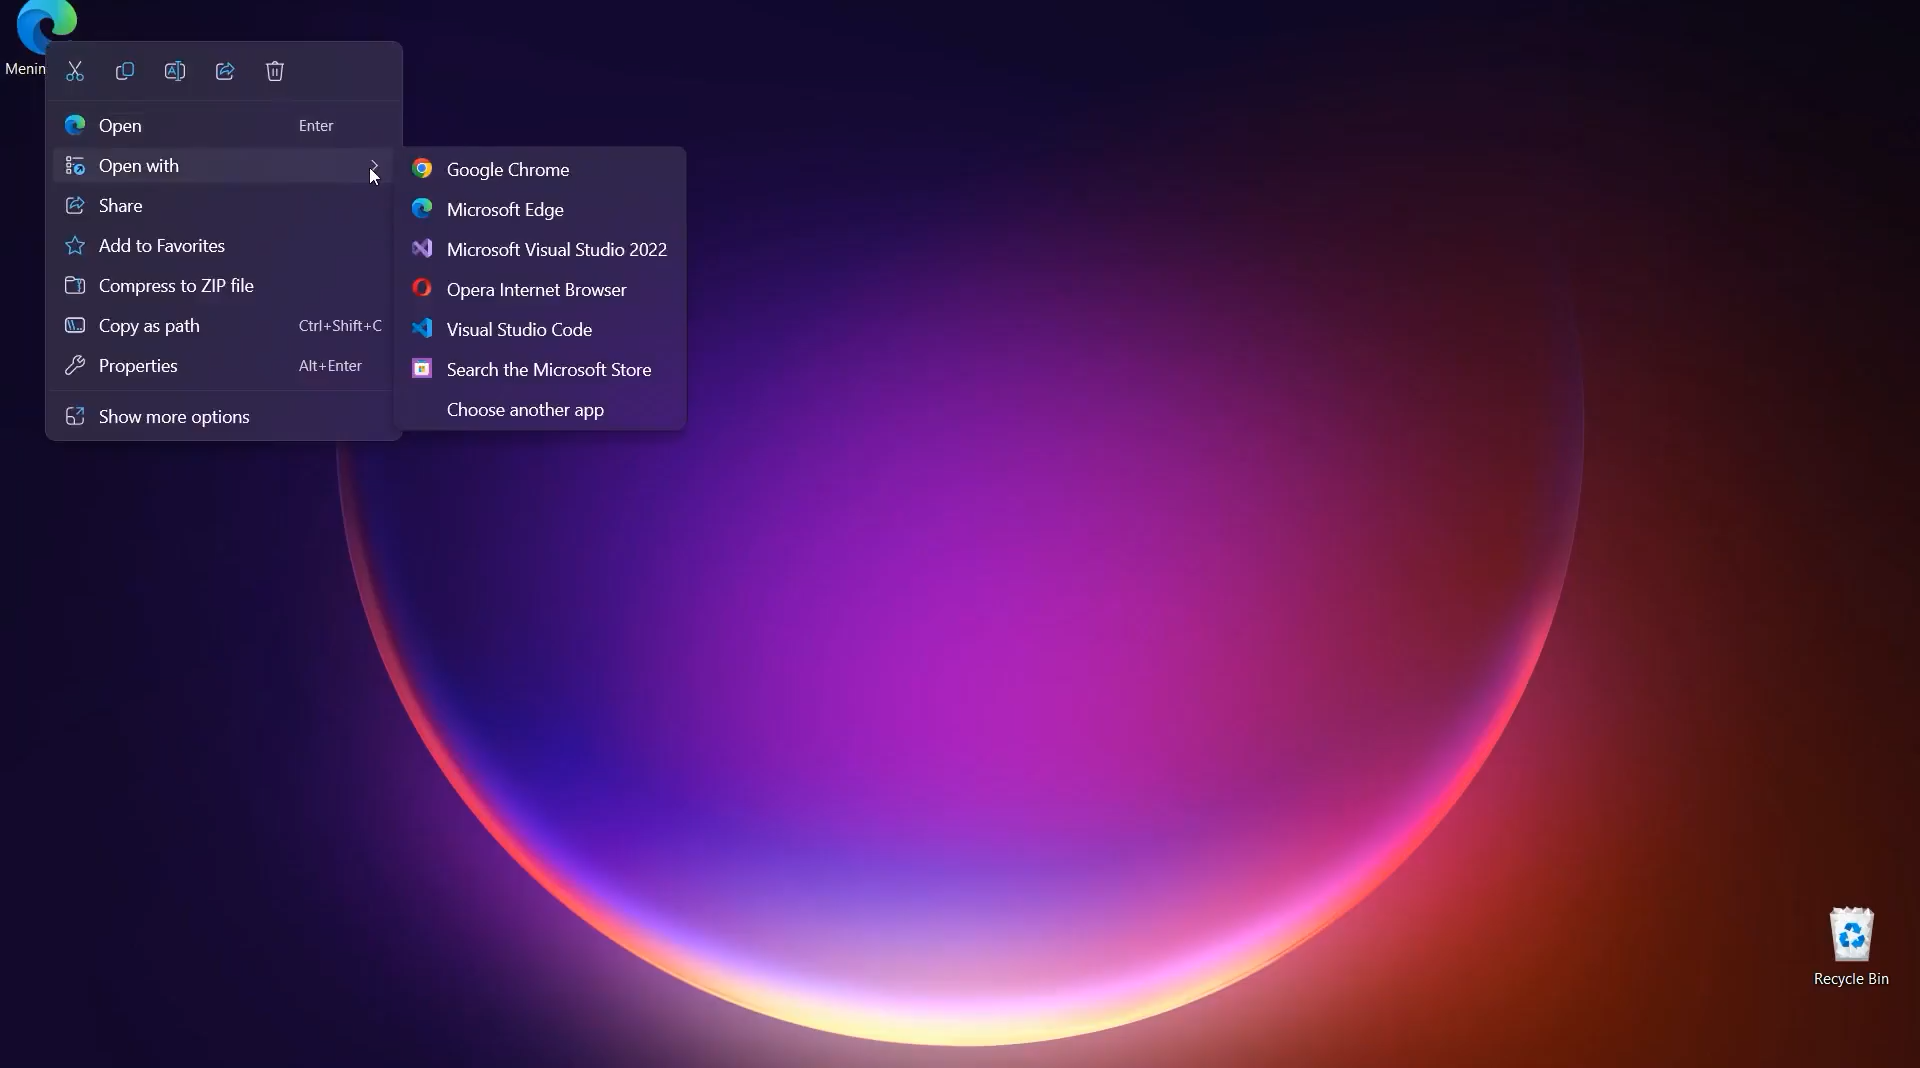 Menin
Open Enter
Open with
Share
Add to Favorites
Compress to ZIP file
Copy as path Ctrl+Shift+C
Properties Alt+Enter
Show more options
Google Chrome
Microsoft Edge
Microsoft Visual Studio 2022
Opera Internet Browser
Visual Studio Code
Search the Microsoft Store
Choose another app
Recycle Bin